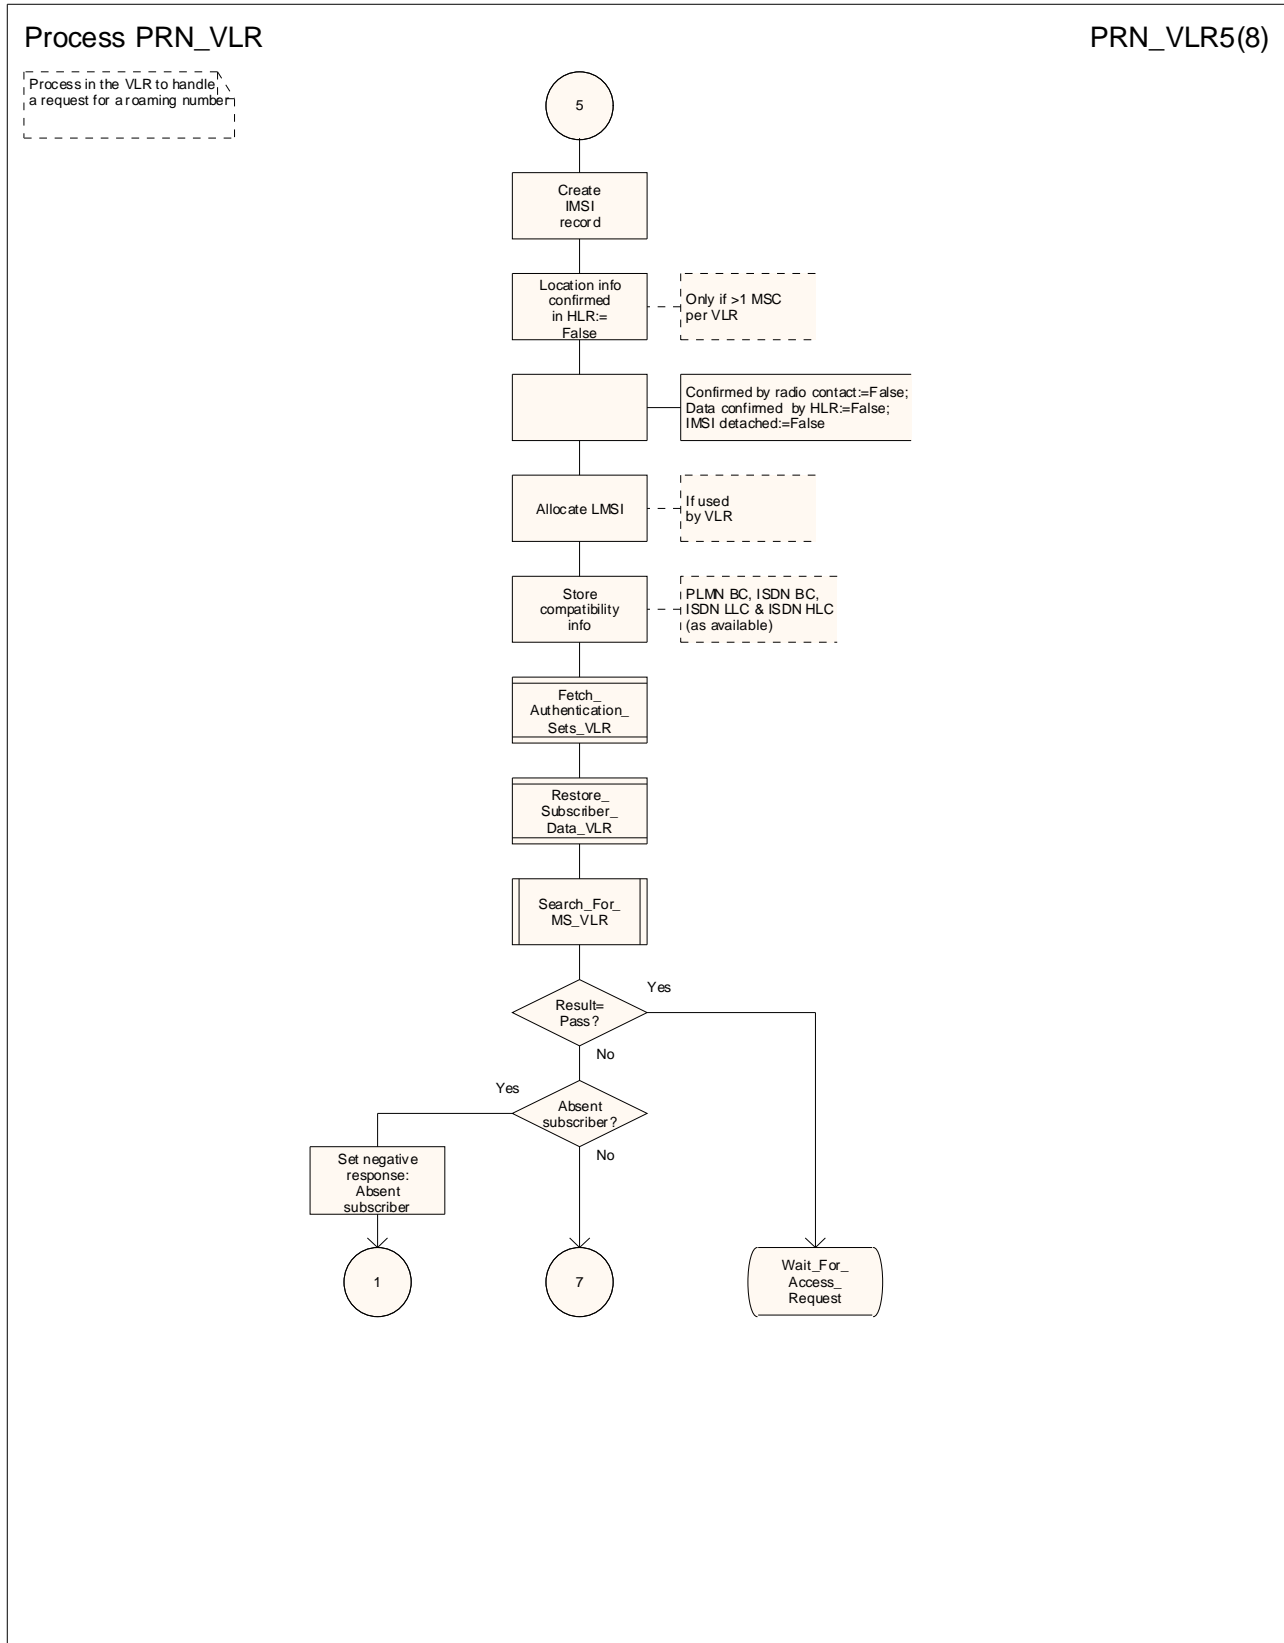 Process PRN_VLR
PRN_VLR5(8)
Process in the VLR to handle
a request for a roaming number
5
Create
IMSI
record
Location info
confirmed
in HLR:=
False
Only if >1 MSC
per VLR
Confirmed by radio contact:=False;
Data confirmed by HLR:=False;
IMSI detached:=False
Allocate LMSI
If used
by VLR
Store
compatibility
info
PLMN BC, ISDN BC,
ISDN LLC & ISDN HLC
(as available)
Fetch_
Authentication_
Sets_VLR
Restore_
Subscriber_
Data_VLR
Search_For_
MS_VLR
Result=
Pass?
Yes
No
Absent
subscriber?
Yes
No
Set negative
response:
Absent
subscriber
1
7
Wait_For_
Access_
Request